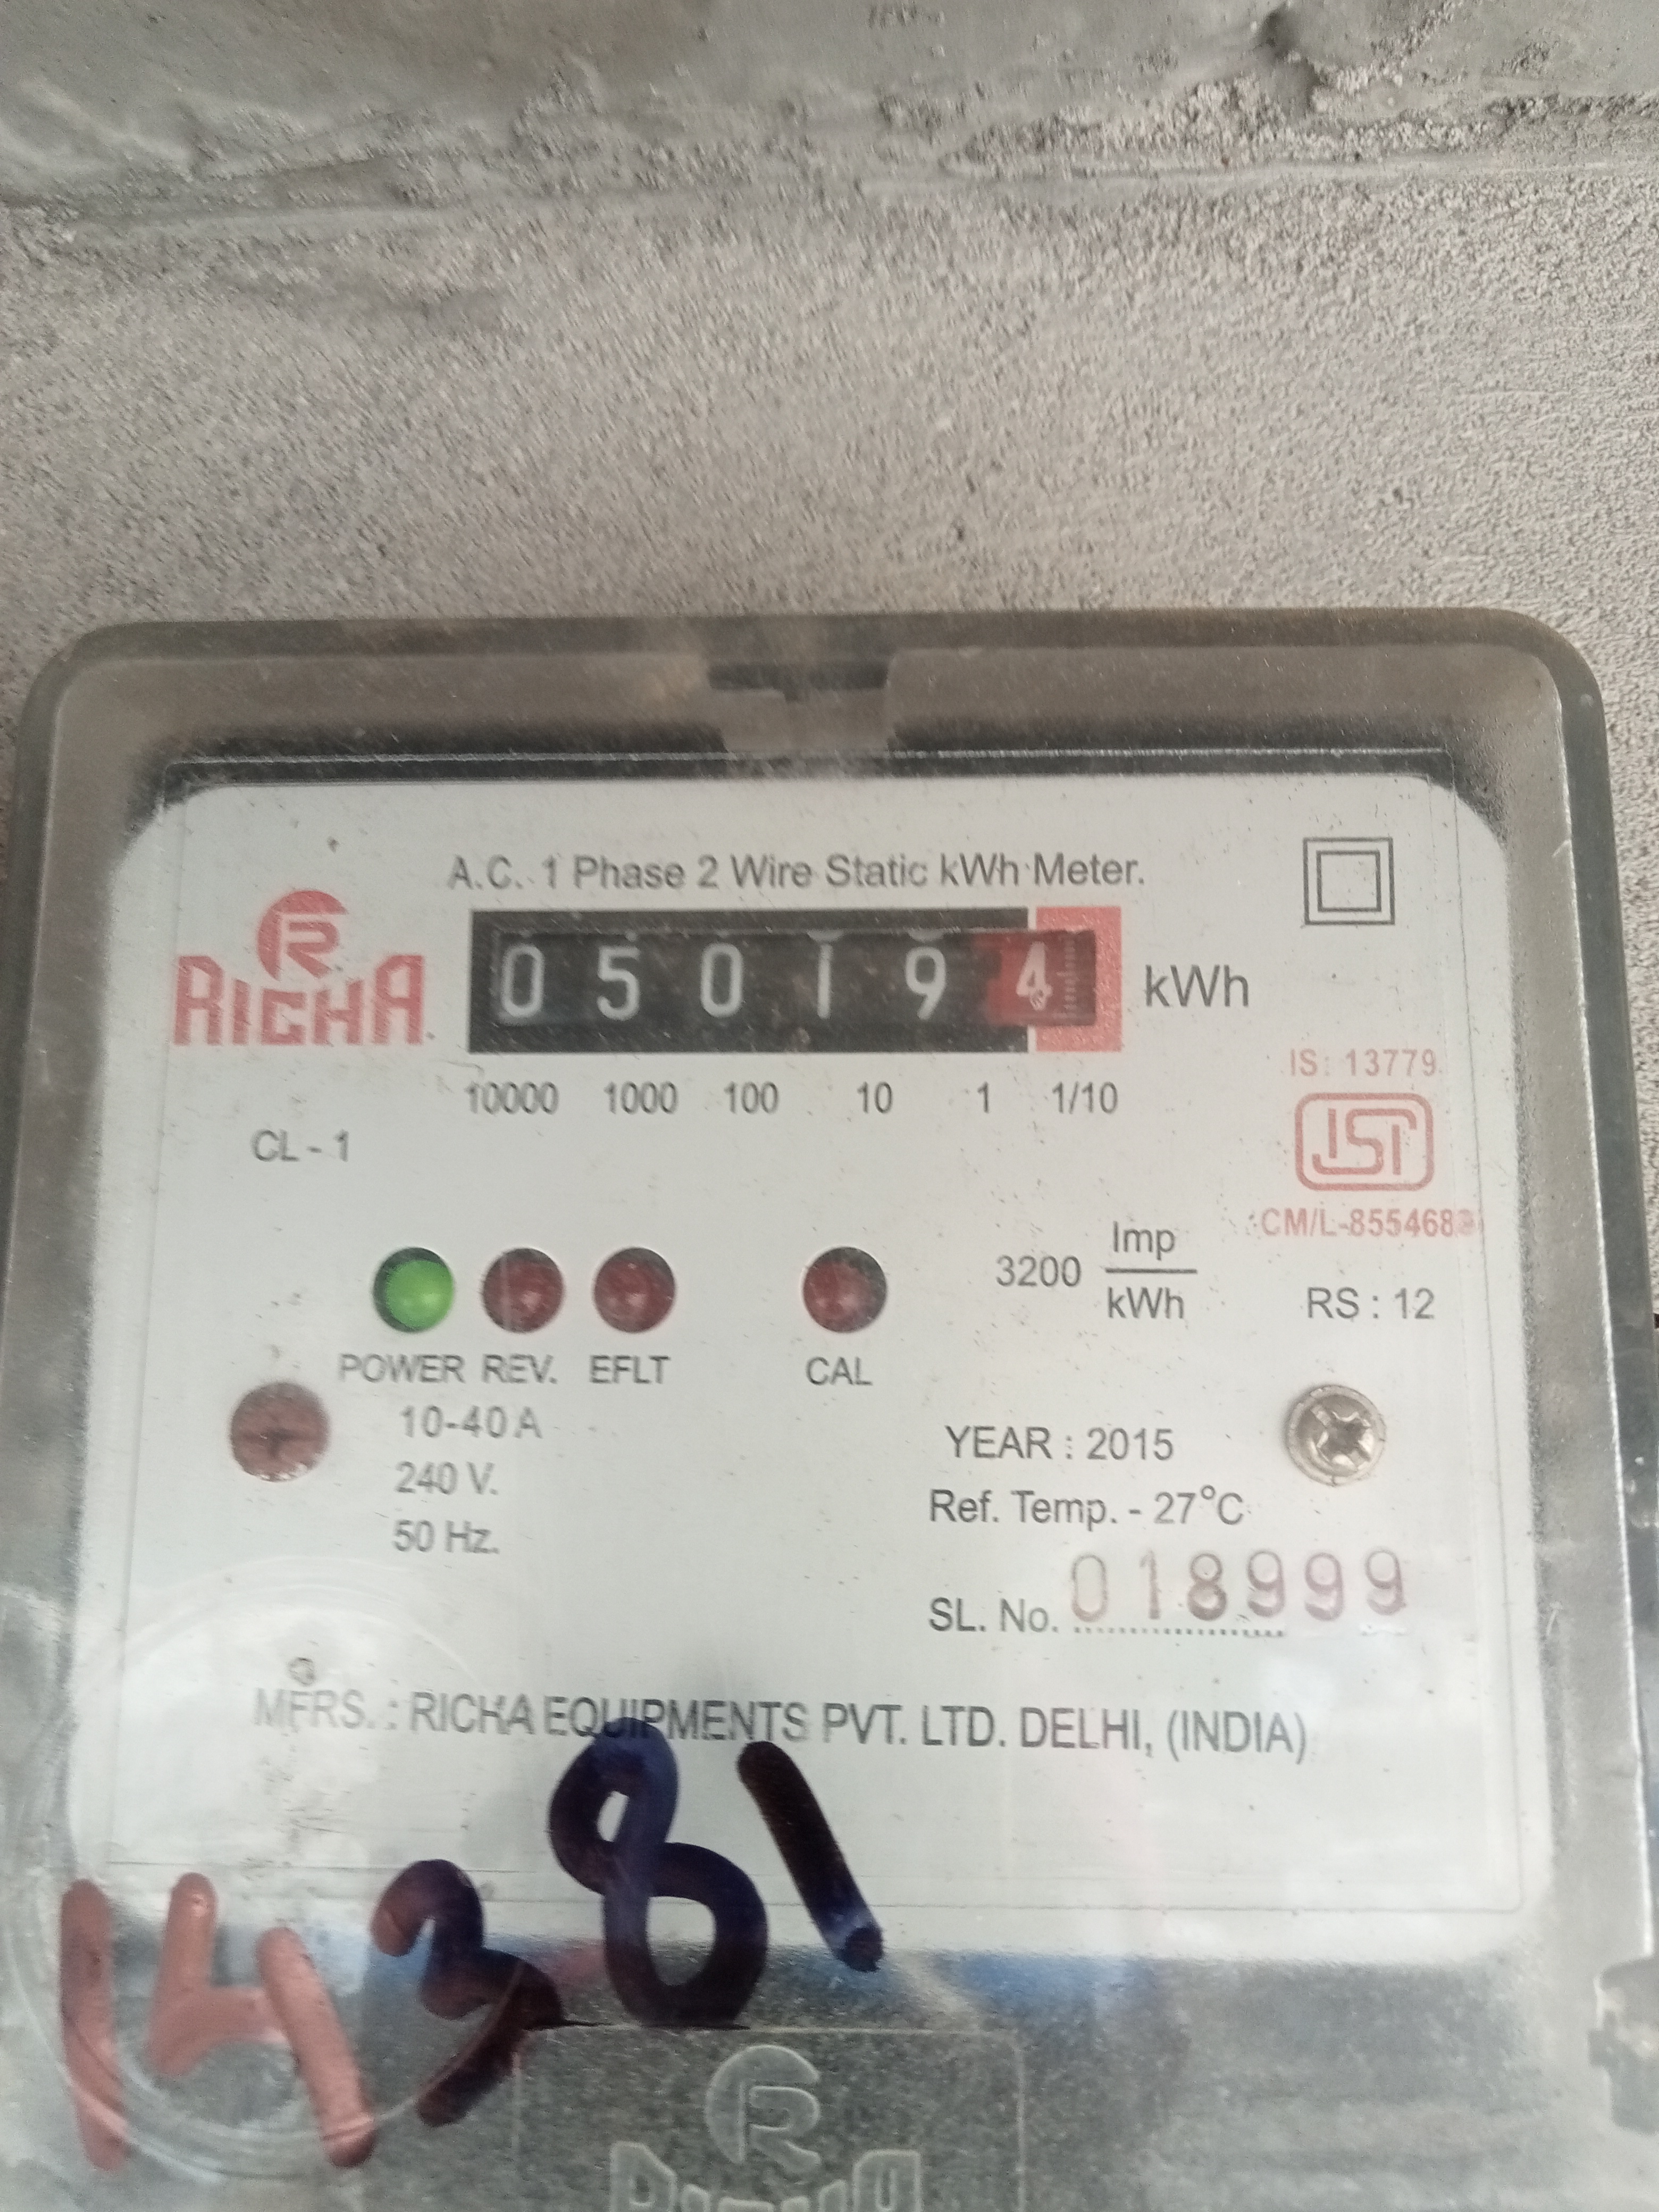 A.C. 1 Phase 2 Wire Static kWh Meter.
R
RICHA
0 5 0 1 9 4 kWh
10000 1000 100 10 1 1/10
IS: 13779
CL - 1
ISI
3200 Imp
kWh
RS : 12
POWER REV. EFLT CAL
10-40 A
240 V.
50 Hz.
YEAR : 2015
Ref. Temp. - 27°C
SL. No. 018999
MFRS. : RICHA EQUIPMENTS PVT. LTD. DELHI, (INDIA)
14381
R
RICHA